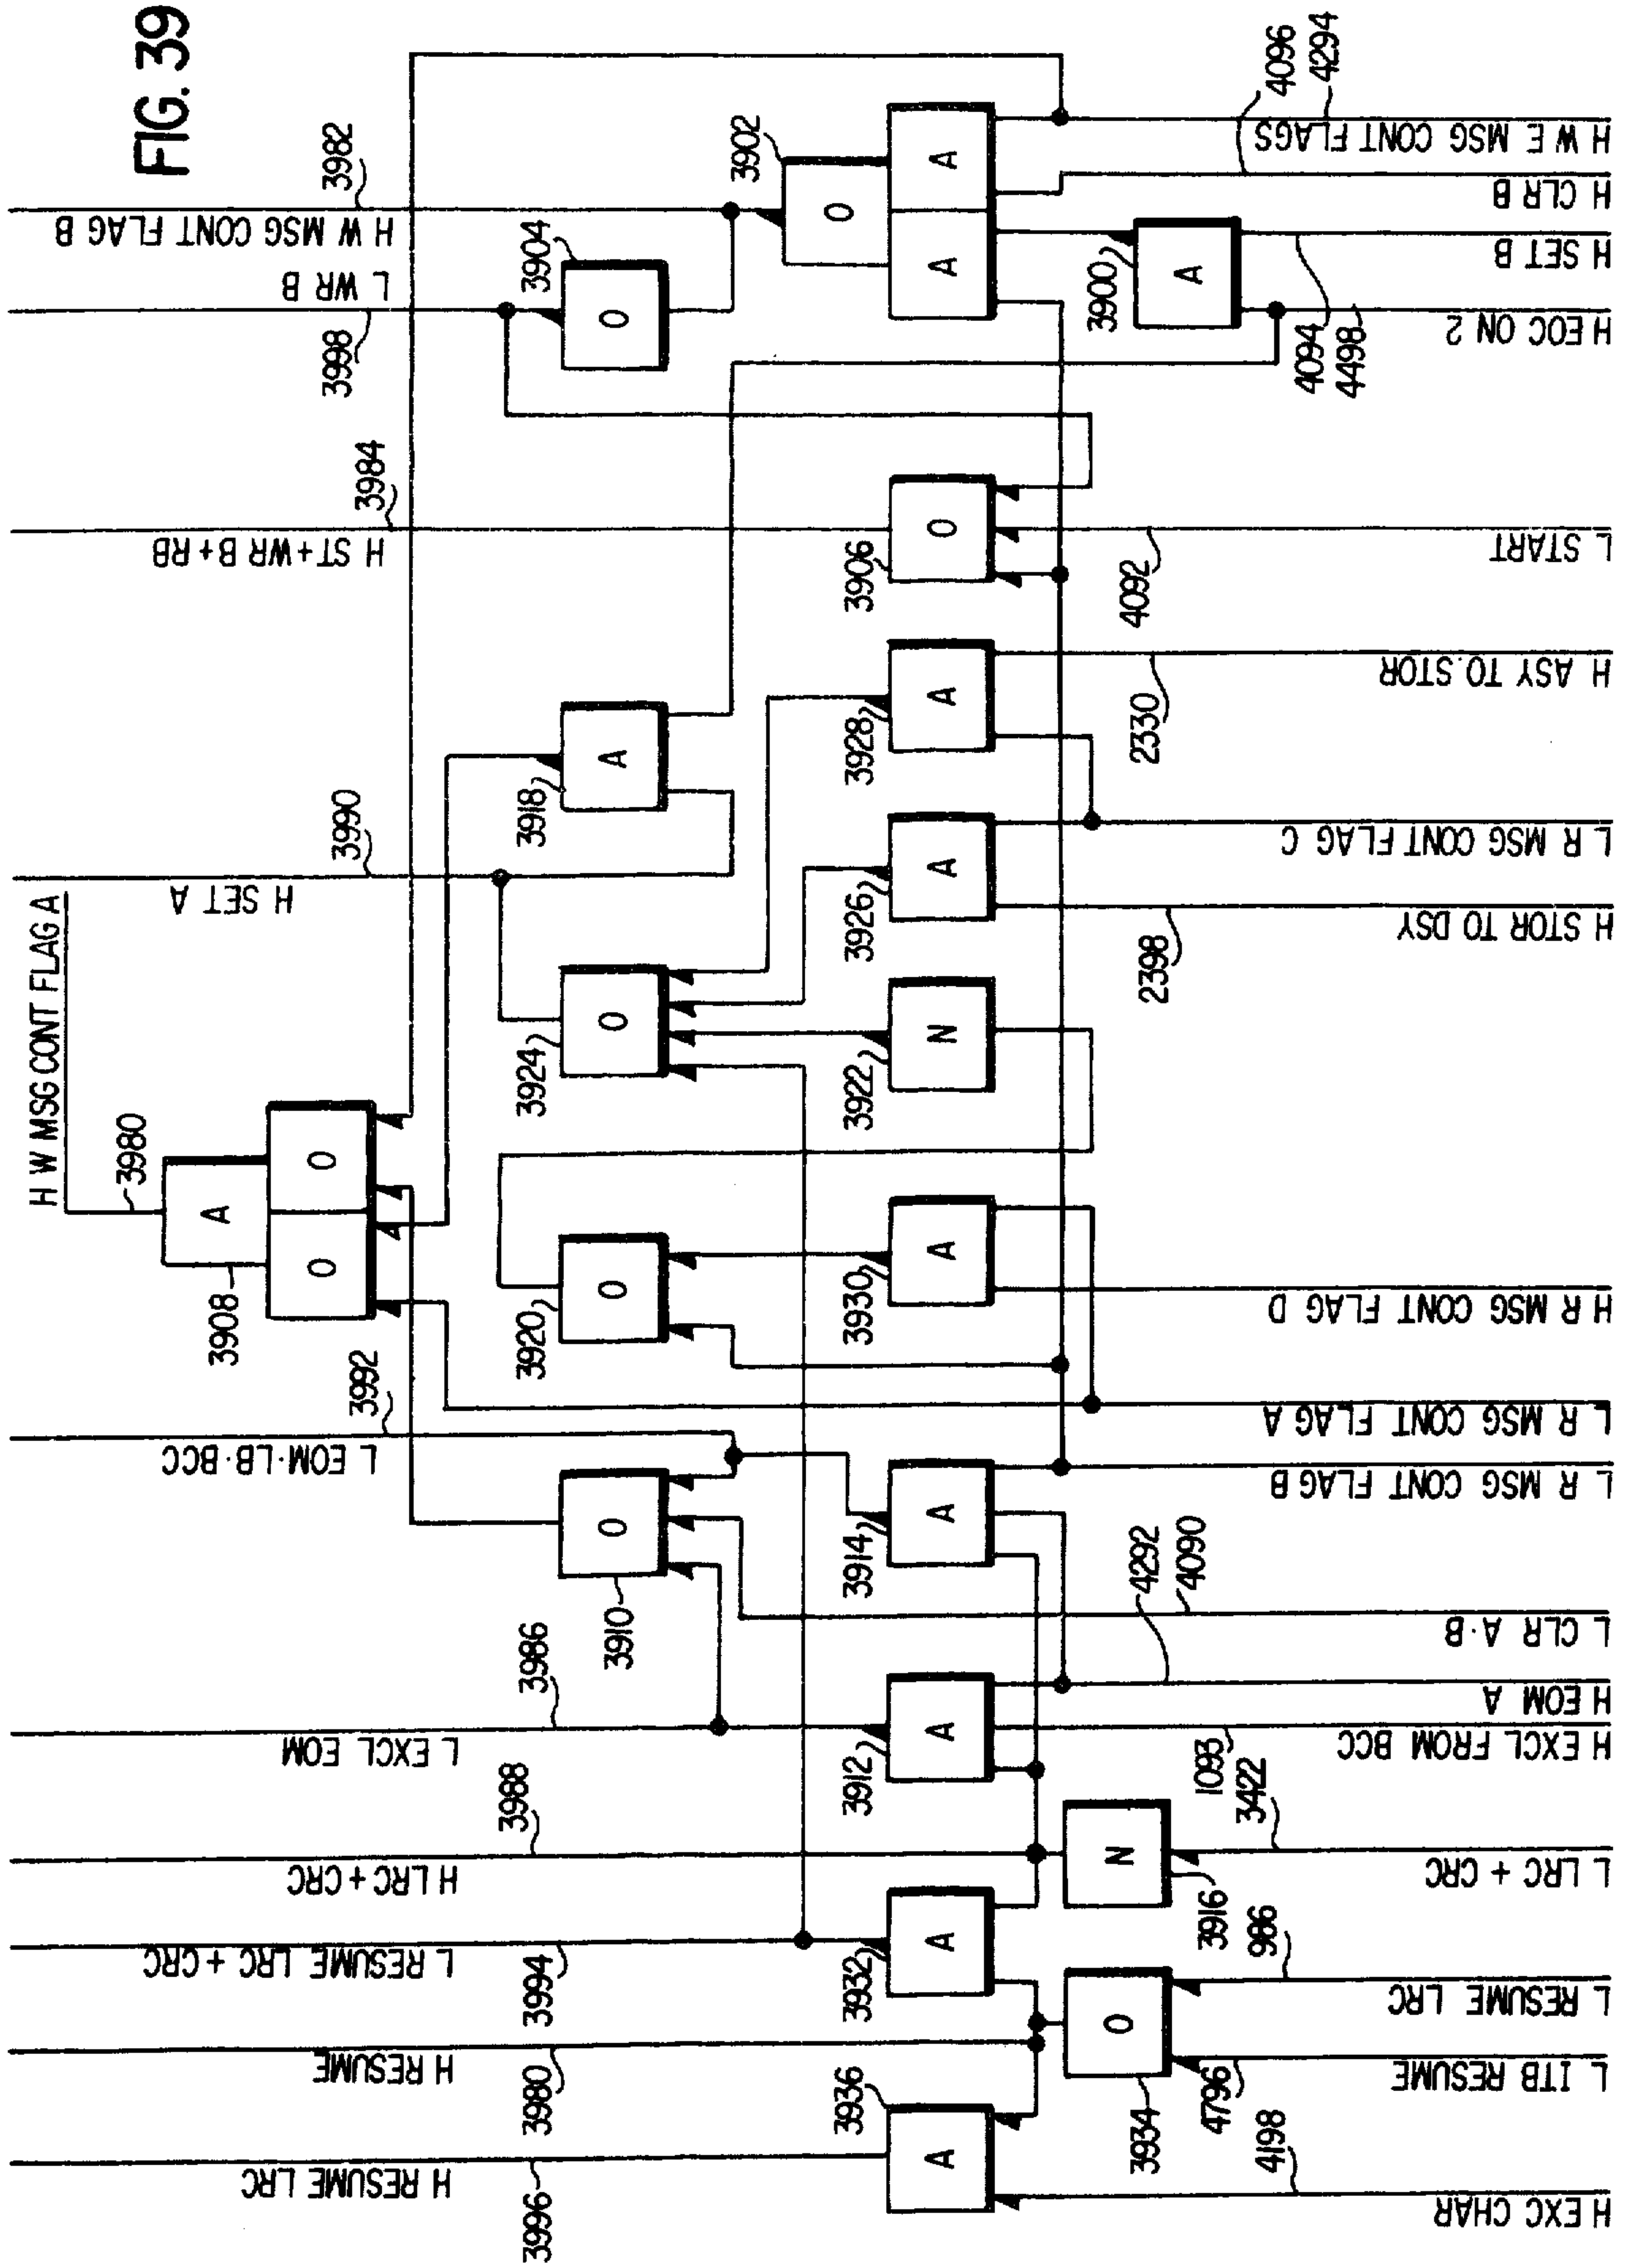 FIG. 39
H W MSG CONT FLAG A
3980
H RESUME LRC
3996
H RESUME
3980
L RESUME LRC + CRC
3994
H LRC + CRC
3988
L EXCL EOM
3986
L EOM·LB·BCC
3992
H SET A
3990
H ST+WR B+RB
3984
L WR B
3998
H W MSG CONT FLAG B
3982
3908
A
O
O
3910
O
3920
O
3924
O
3918
A
3904
O
3902
O
A
A
3936
A
3932
A
3912
A
3914
A
3930
A
3922
N
3926
A
3928
A
3906
O
3900
A
3934
O
3916
N
H EXC CHAR
4198
L ITB RESUME
4796
L RESUME LRC
986
L LRC + CRC
3422
H EXCL FROM BCC
1093
H EOM A
4292
L CLR A·B
4090
L R MSG CONT FLAG B
L R MSG CONT FLAG A
H R MSG CONT FLAG D
H STOR TO DSY
2398
L R MSG CONT FLAG C
H ASY TO STOR
2330
L START
4092
H EOC ON 2
4498
H SET B
4094
H CLR B
4096
H W E MSG CONT FLAGS
4294